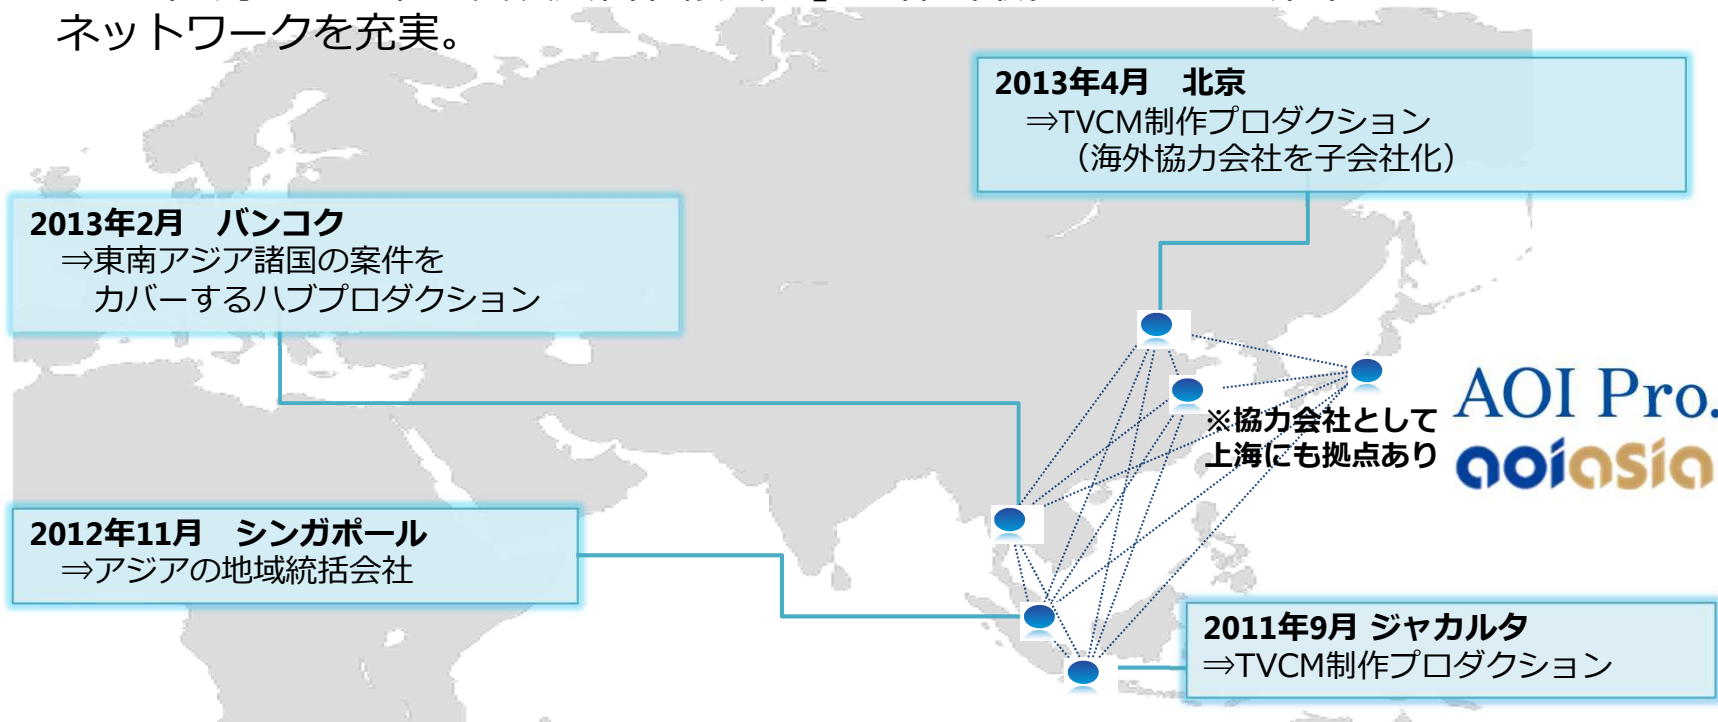 ネットワークを充実。
2013年4月　北京
⇒TVCM制作プロダクション
（海外協力会社を子会社化）
2013年2月　バンコク
⇒東南アジア諸国の案件を
カバーするハブプロダクション
※協力会社として
上海にも拠点あり
AOI Pro.
aoiasia
2012年11月　シンガポール
⇒アジアの地域統括会社
2011年9月 ジャカルタ
⇒TVCM制作プロダクション